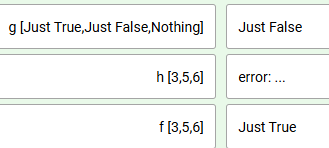 g [Just True,Just False,Nothing] Just False
h [3,5,6] error: ...
f [3,5,6] Just True